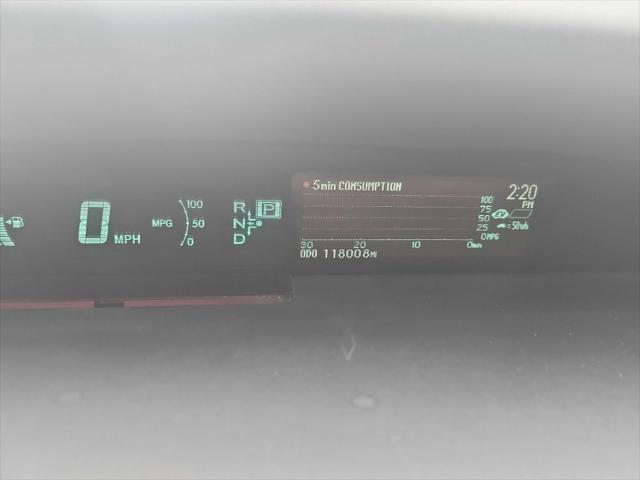 0 MPH
MPG
100
50
0
R
N
D
P
5min CONSUMPTION
100
75
50
25
0MPG
30 20 10 0min
ODO 118008MI
2:20
PM
=50Wh